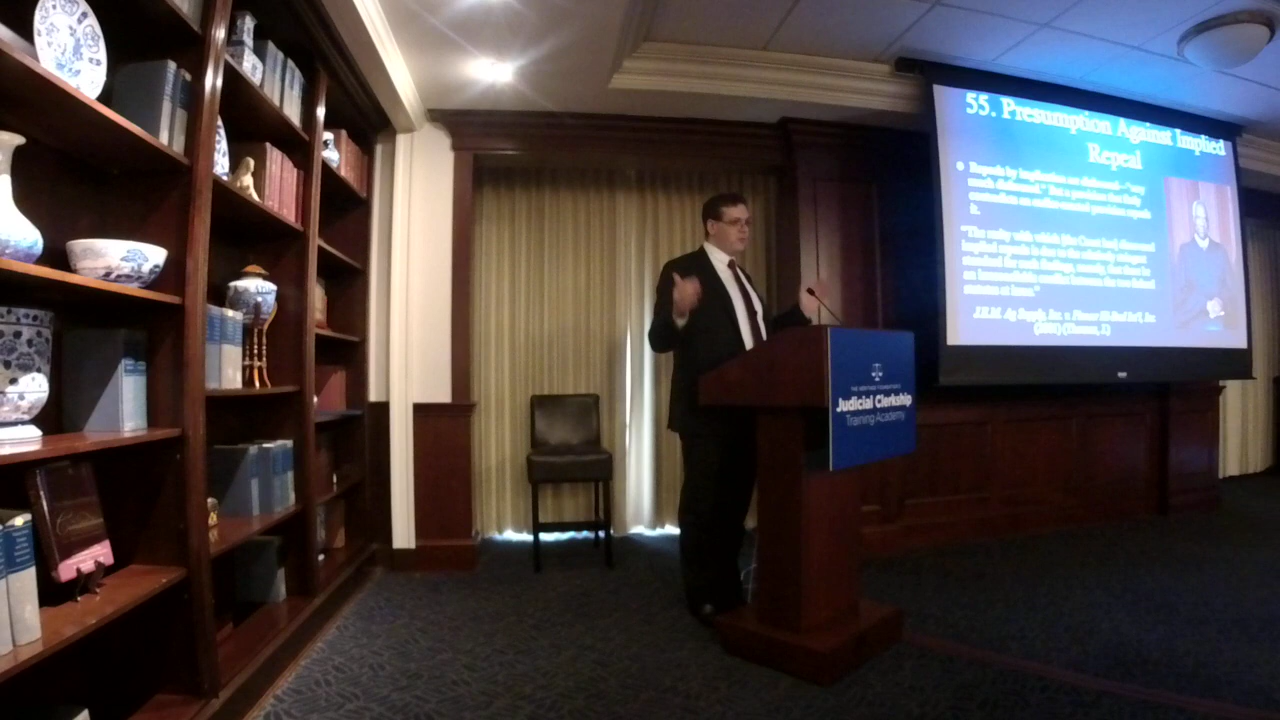 55. Presumption Against Implied
Repeal
Repeals by implication are disfavored—"very
much disfavored." But a provision that flatly
contradicts an earlier-enacted provision repeals
it.
"The rarity with which [the Court has] discovered
implied repeals is due to the relatively stringent
standard for such findings, namely, that there be
an irreconcilable conflict between the two federal
statutes at issue."
J.E.M. Ag Supply, Inc. v. Pioneer Hi-Bred Int'l, Inc.
(2001) (Thomas, J.)
THE HERITAGE FOUNDATION'S
Judicial Clerkship
Training Academy